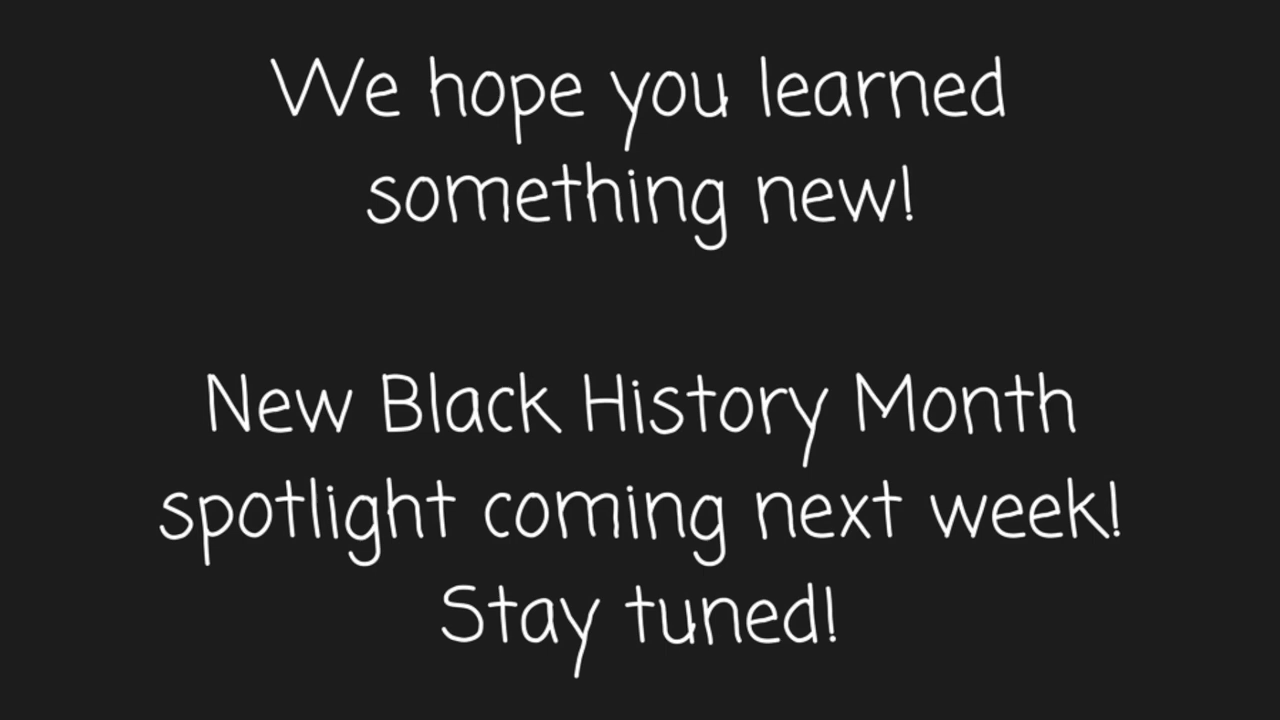 We hope you learned
something new!
New Black History Month
spotlight coming next week!
Stay tuned!